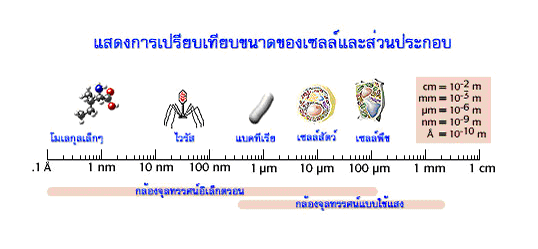 แสดงการเปรียบเทียบขนาดของเซลล์และส่วนประกอบ
cm = 10-2 m
mm = 10-3 m
µm = 10-6 m
nm = 10-9 m
Å = 10-10 m
โมเลกุลเล็กๆ ไวรัส แบคทีเรีย เซลล์สัตว์ เซลล์พืช
.1 Å 1 nm 10 nm 100 nm 1 µm 10 µm 100 µm 1 mm 1 cm
กล้องจุลทรรศน์อิเล็กตรอน
กล้องจุลทรรศน์แบบใช้แสง